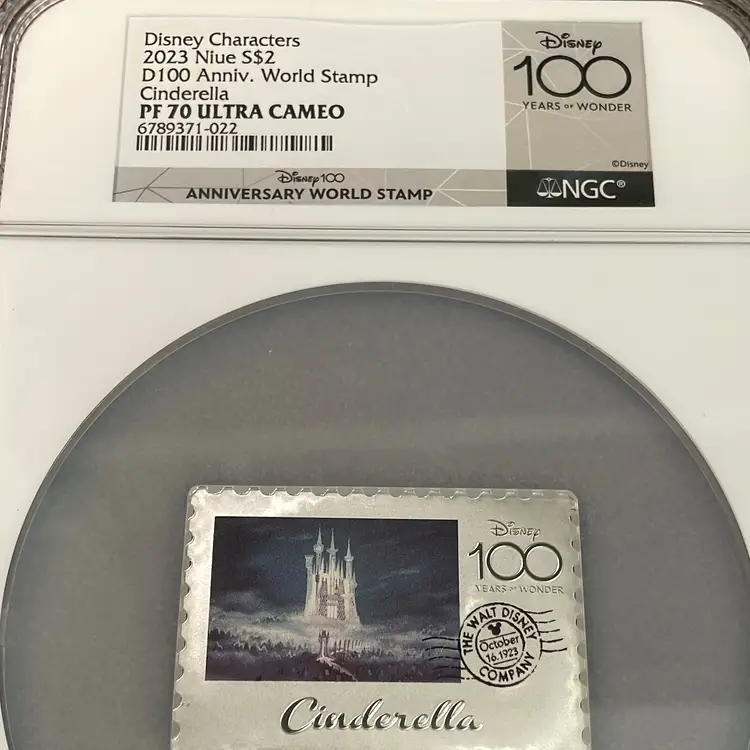 Disney Characters
2023 Niue S$2
D100 Anniv. World Stamp
Cinderella
PF 70 ULTRA CAMEO
6789371-022
Disney
100
YEARS OF WONDER
©Disney
Disney100
ANNIVERSARY WORLD STAMP
NGC®
Disney
100
YEARS OF WONDER
THE WALT DISNEY
October
16.1923
COMPANY
Cinderella